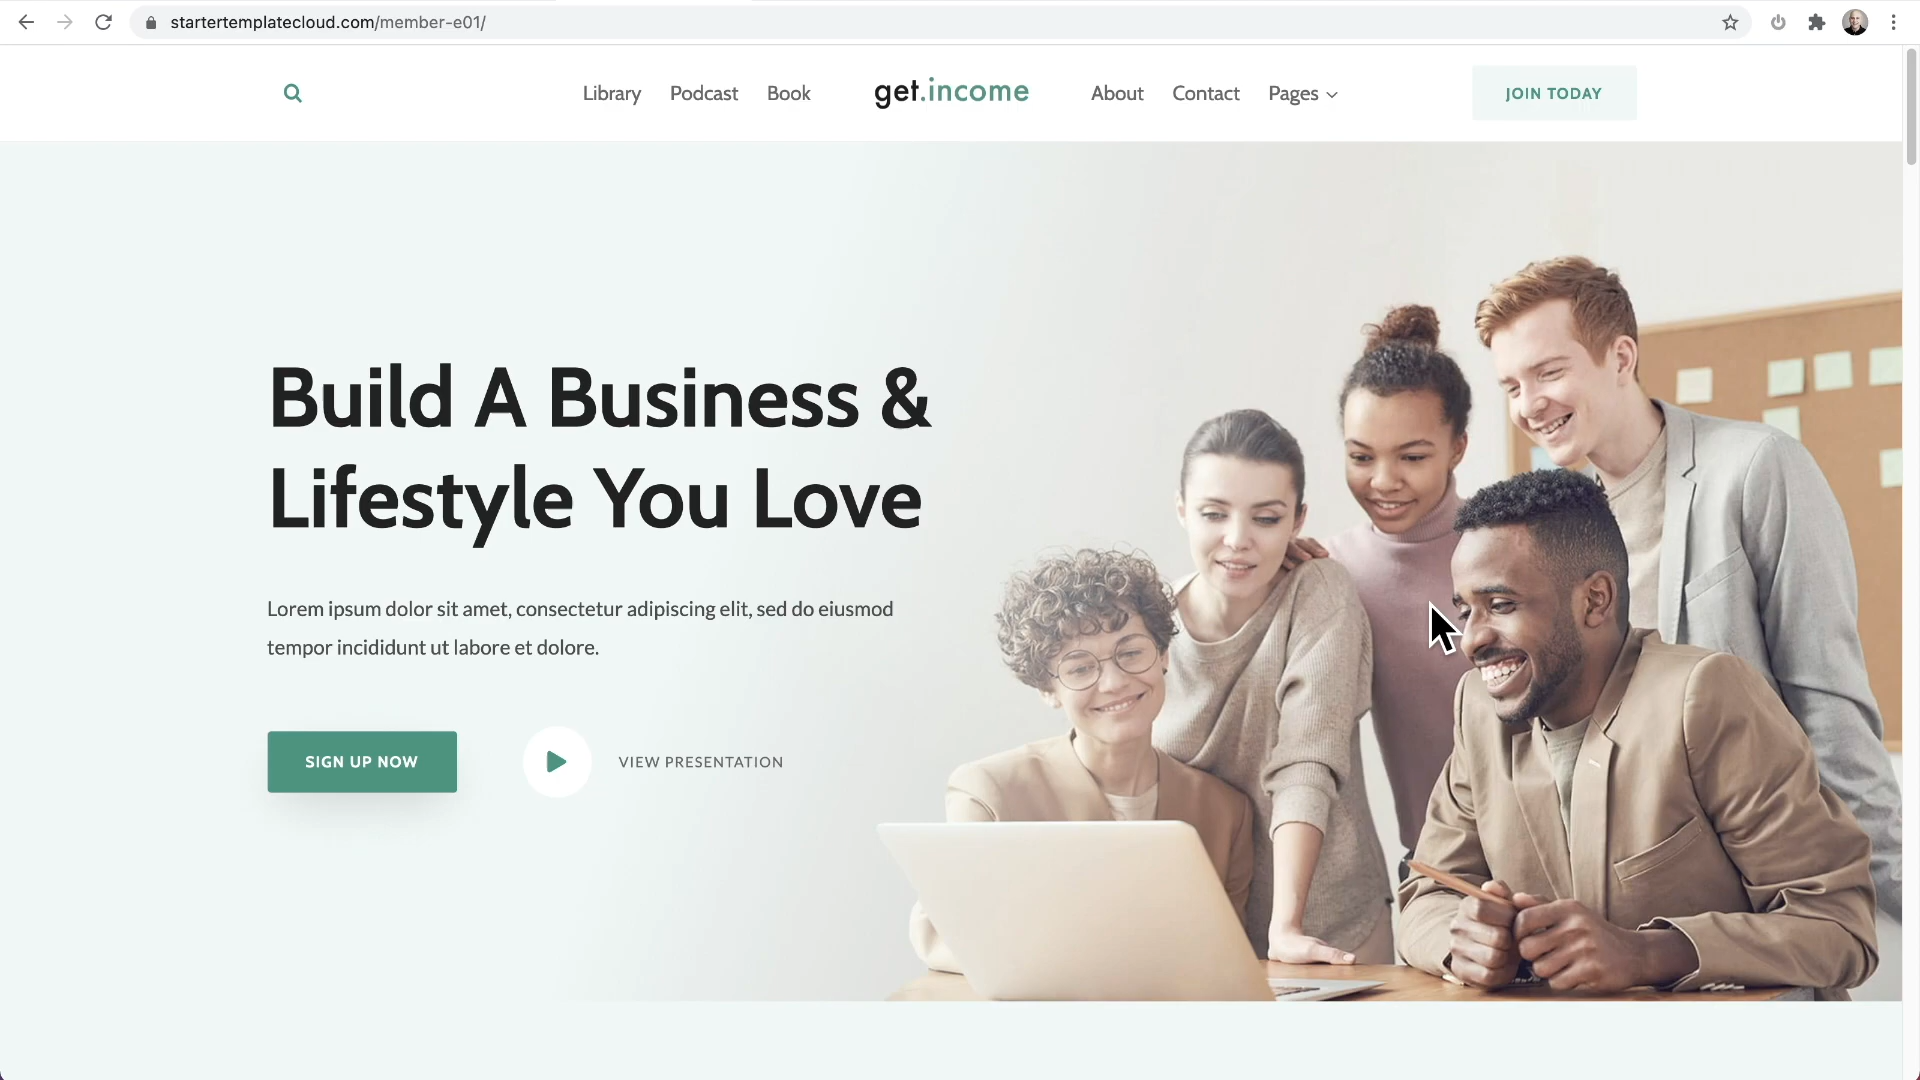 startertemplatecloud.com/member-e01/
Library Podcast Book get.income About Contact Pages JOIN TODAY
Build A Business &
Lifestyle You Love
Lorem ipsum dolor sit amet, consectetur adipiscing elit, sed do eiusmod
tempor incididunt ut labore et dolore.
SIGN UP NOW VIEW PRESENTATION